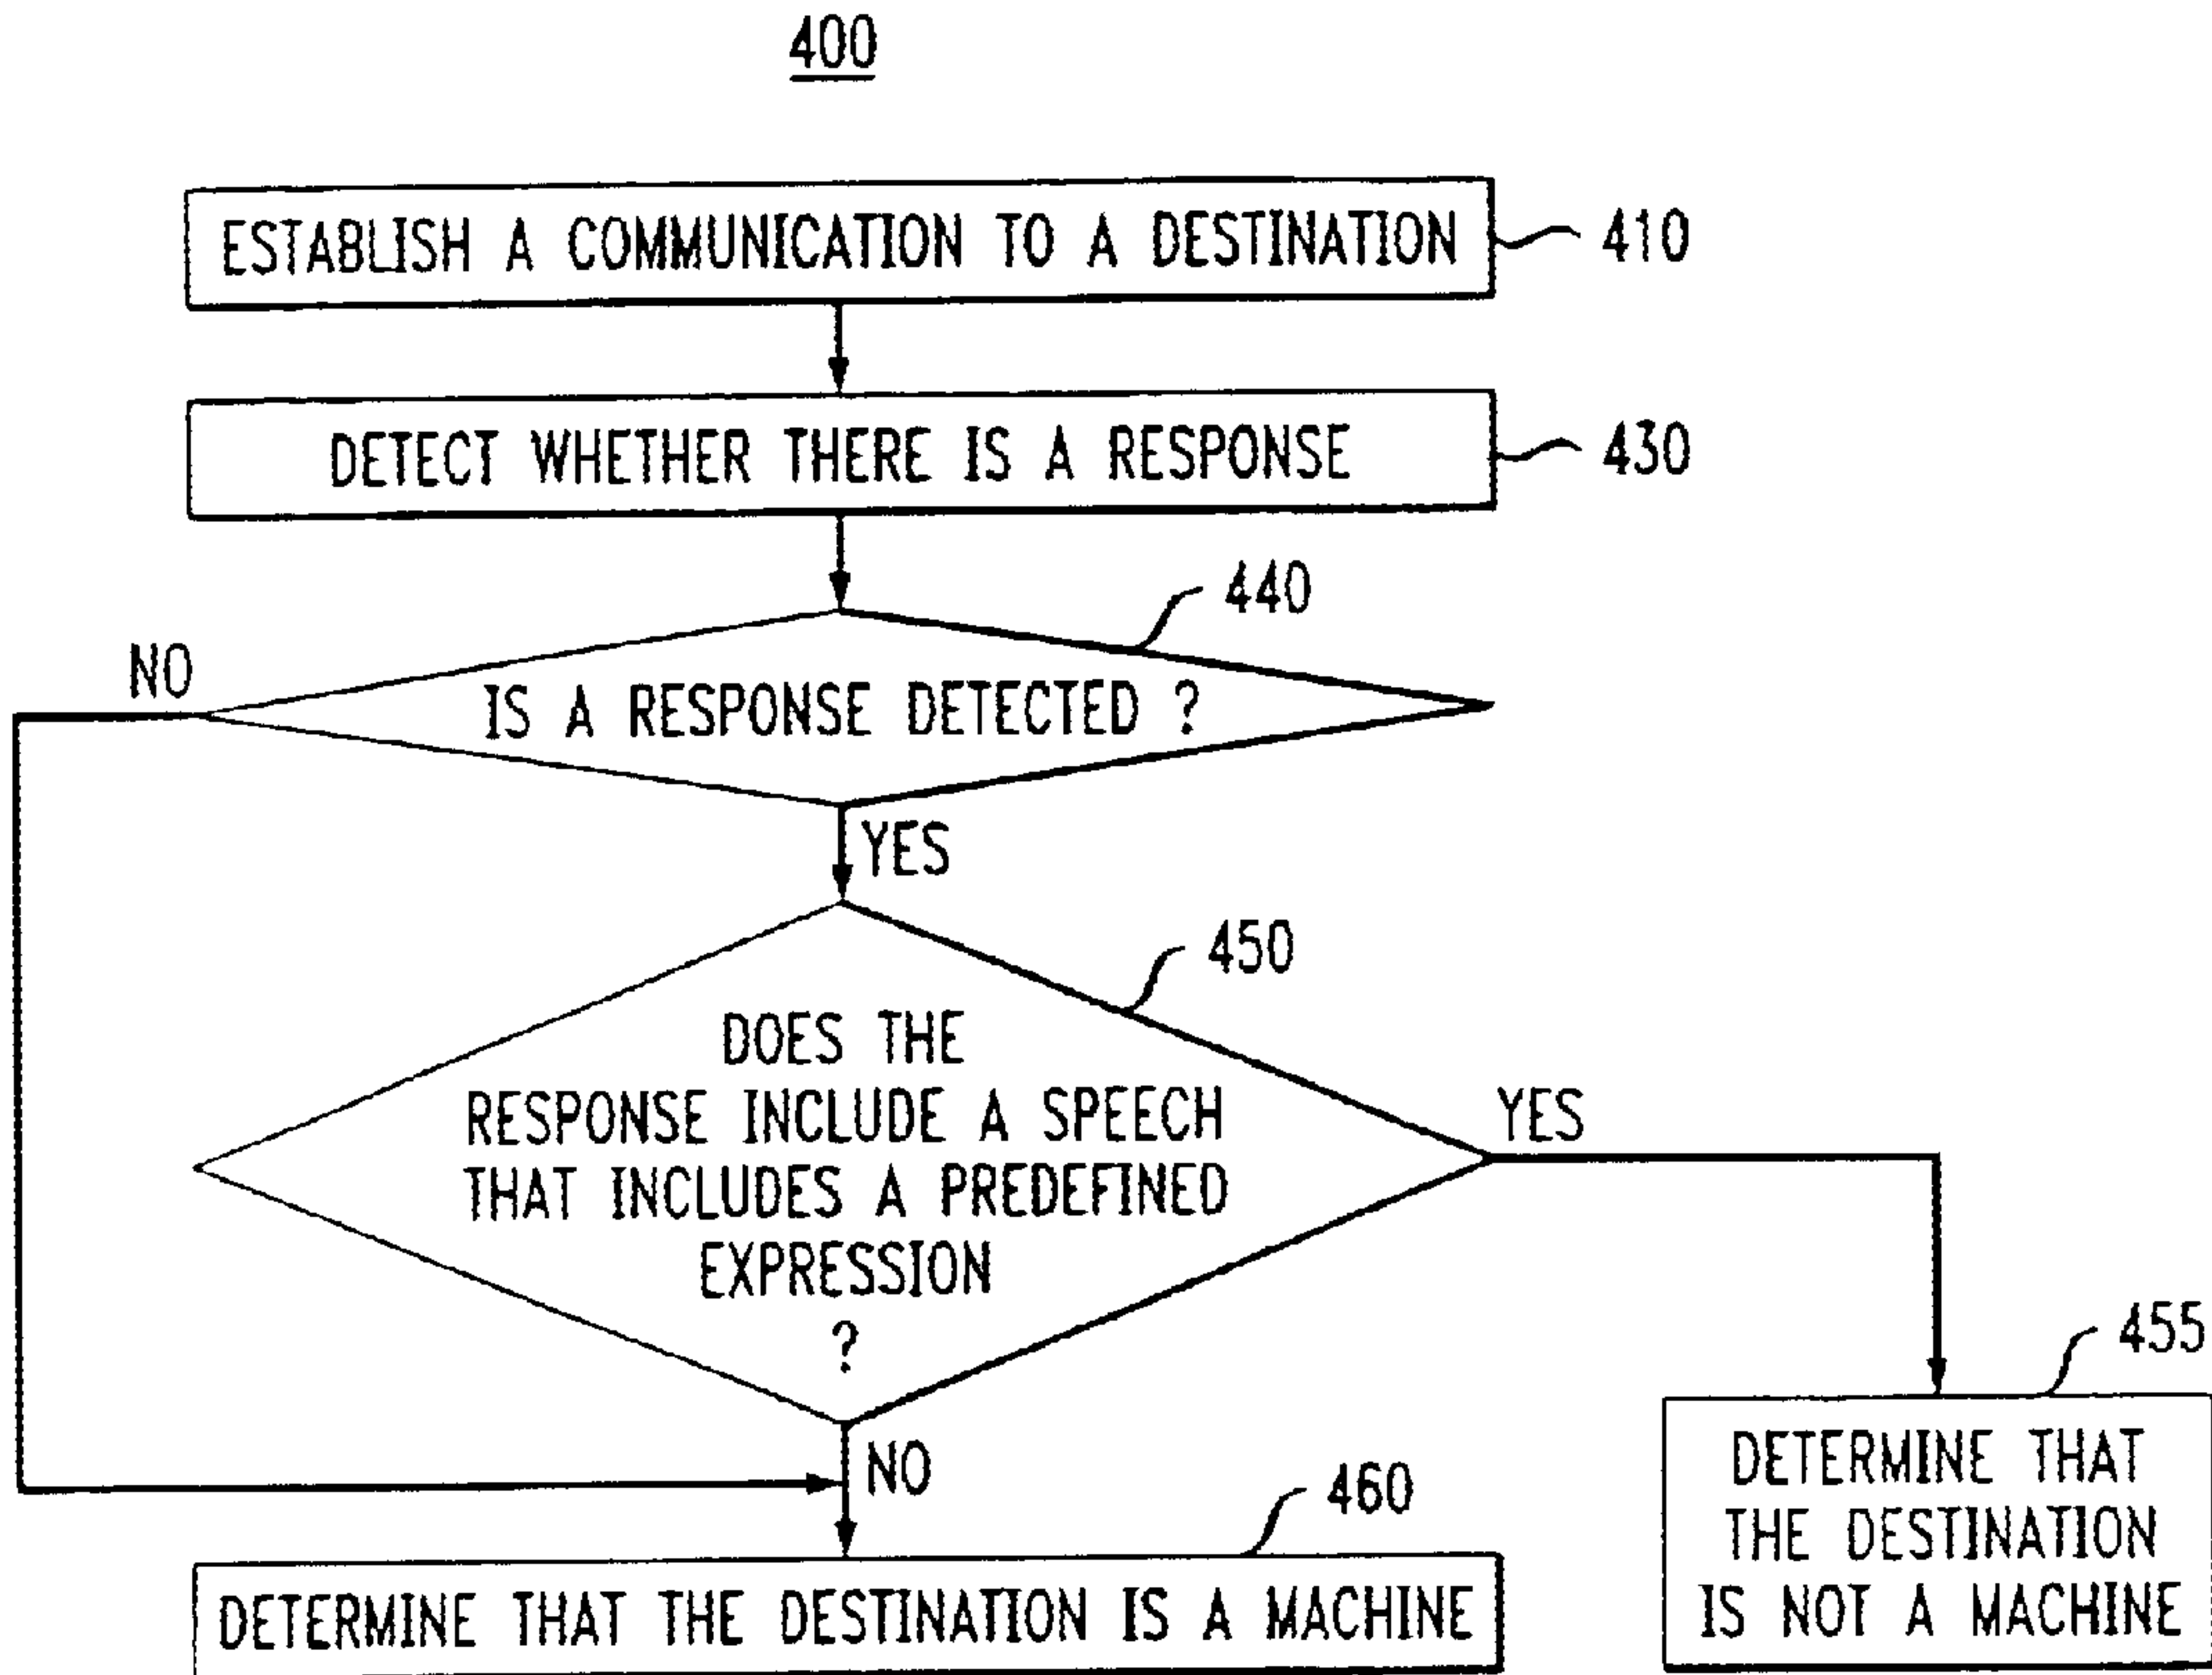 400
ESTABLISH A COMMUNICATION TO A DESTINATION
410
DETECT WHETHER THERE IS A RESPONSE
430
440
NO
IS A RESPONSE DETECTED ?
YES
450
DOES THE
RESPONSE INCLUDE A SPEECH
THAT INCLUDES A PREDEFINED
EXPRESSION
?
YES
455
DETERMINE THAT
THE DESTINATION
IS NOT A MACHINE
NO
460
DETERMINE THAT THE DESTINATION IS A MACHINE